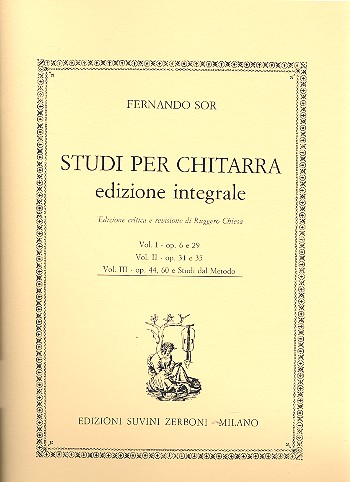 FERNANDO SOR
STUDI PER CHITARRA
edizione integrale
Edizione critica e revisione di Ruggero Chiesa
Vol. I - op. 6 e 29
Vol. II - op. 31 e 35
Vol. III - op. 44, 60 e Studi dal Metodo
EDIZIONI SUVINI ZERBONI - MILANO